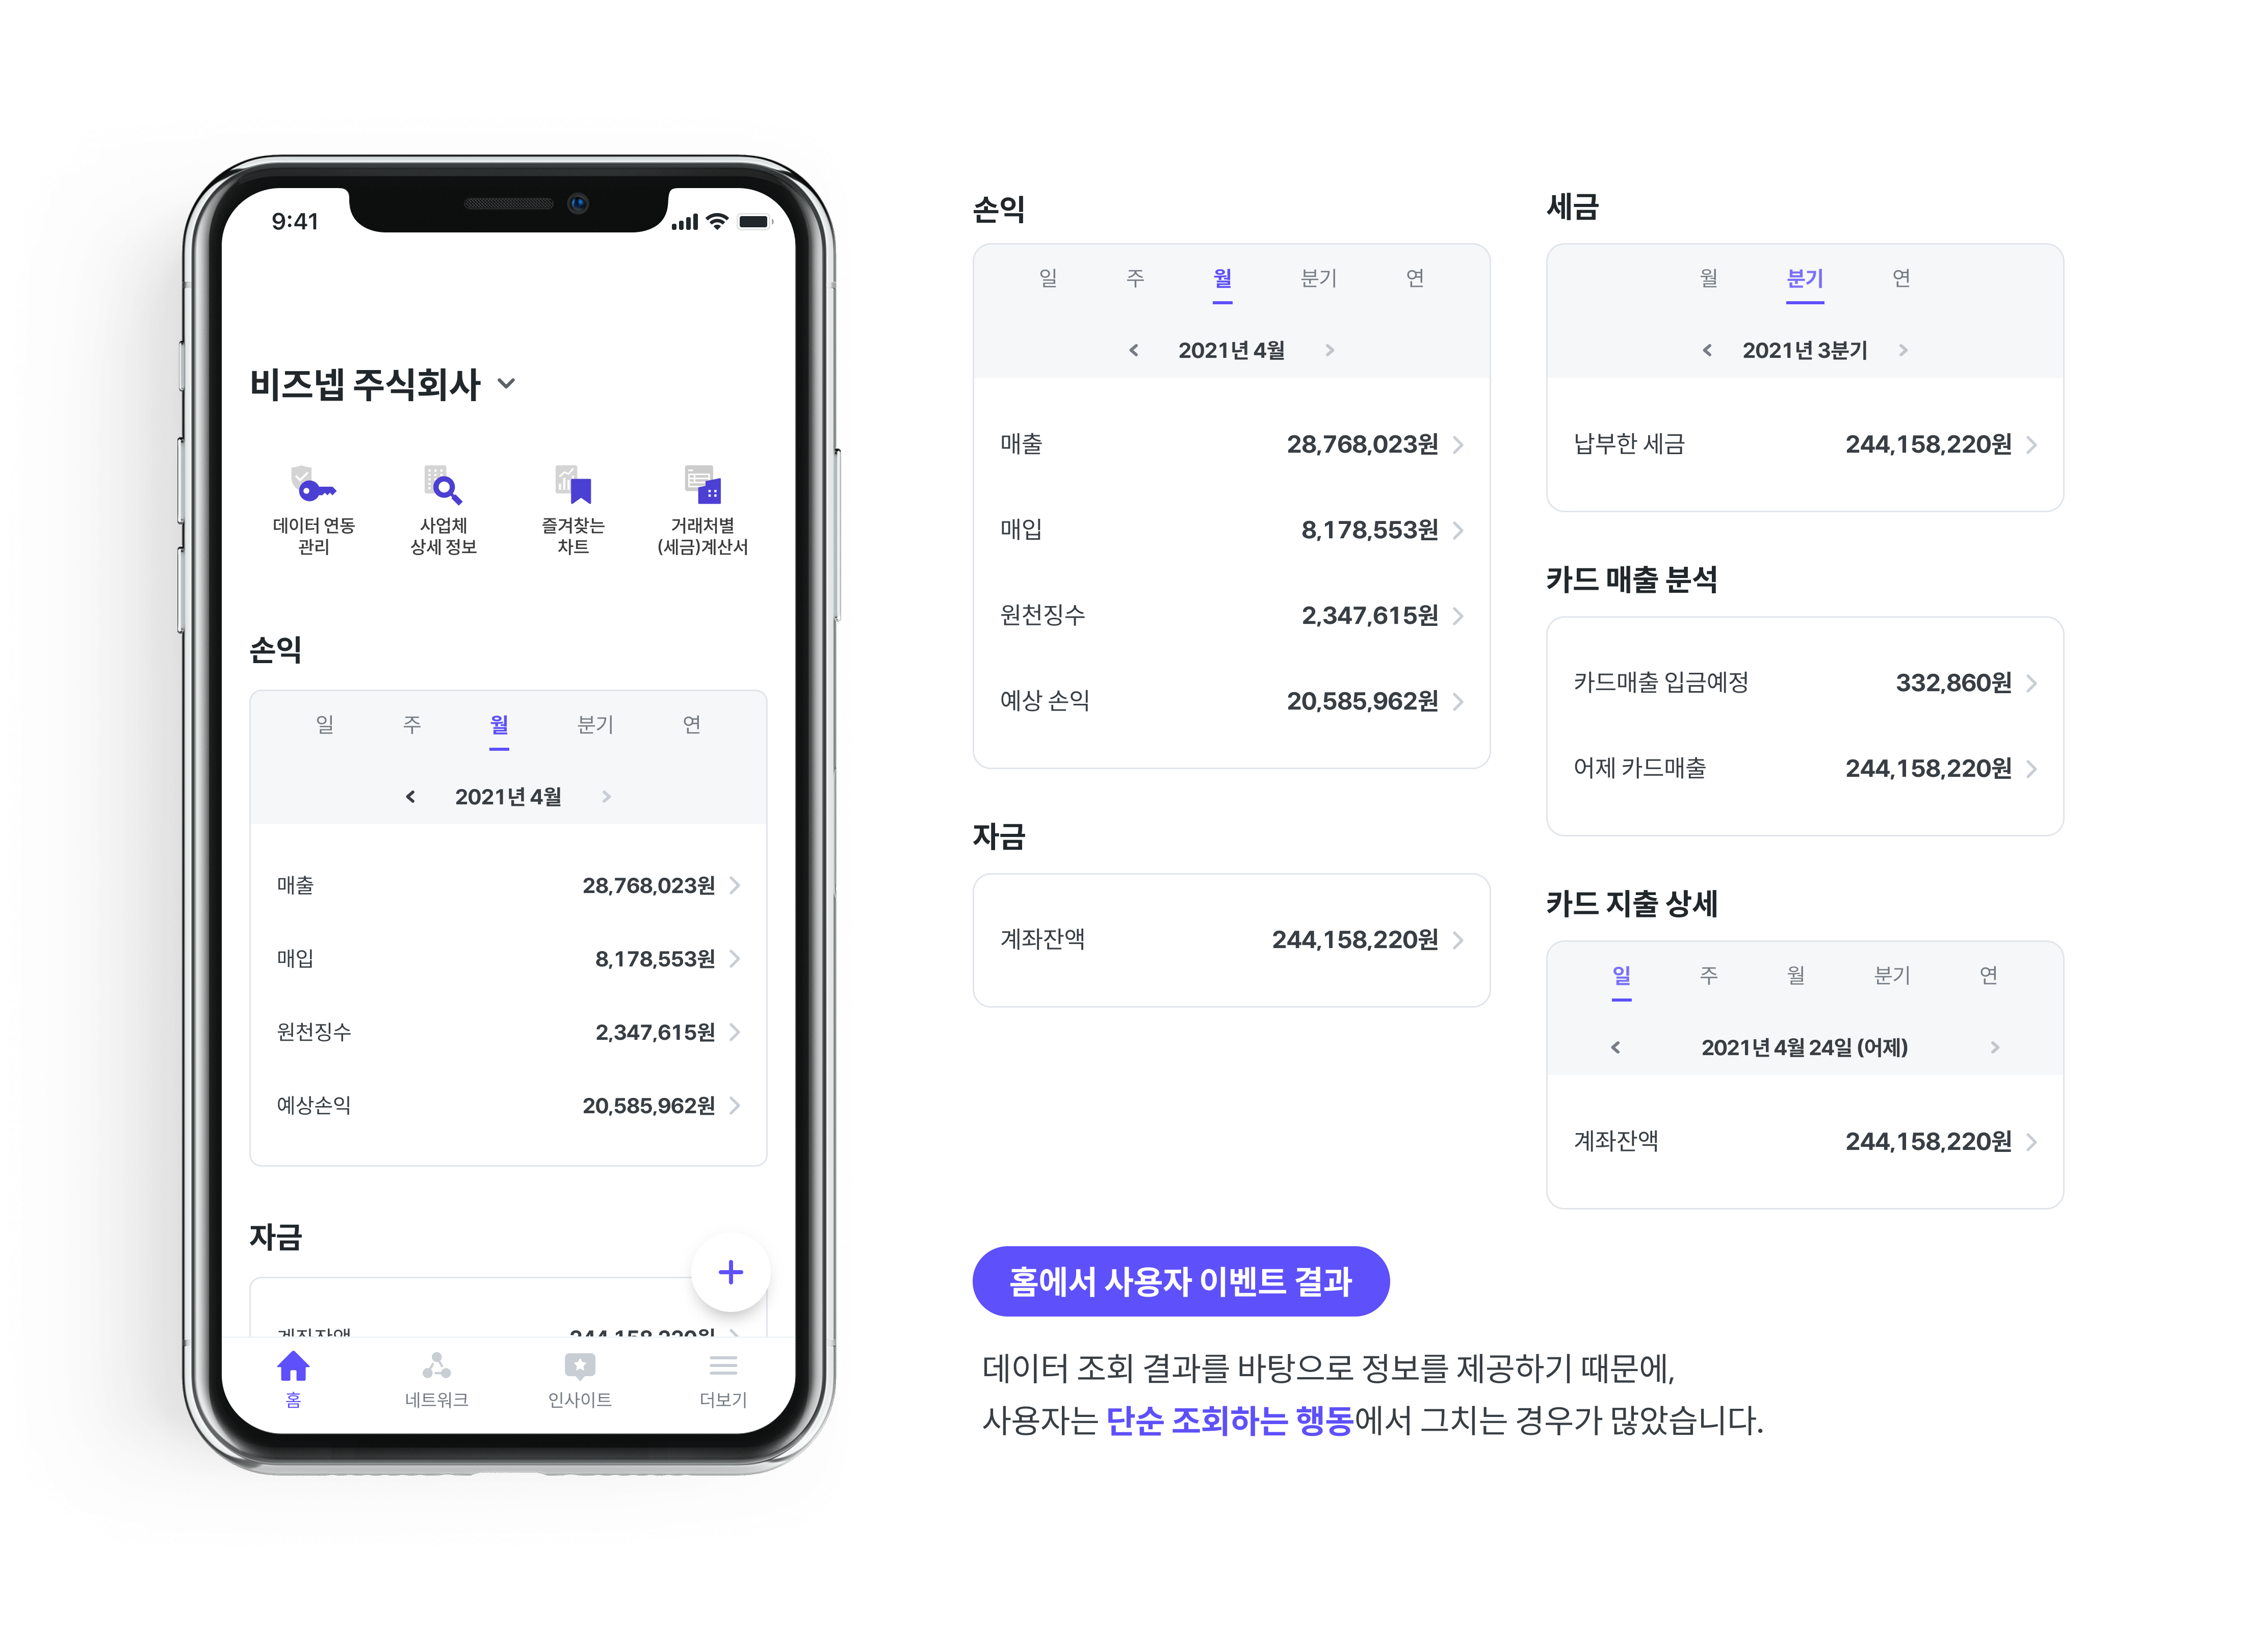 9:41
비즈넵 주식회사
데이터 연동
관리
사업체
상세 정보
즐겨찾는
차트
거래처별
(세금)계산서
손익
일 주 월 분기 연
2021년 4월
매출 28,768,023원
매입 8,178,553원
원천징수 2,347,615원
예상손익 20,585,962원
자금
계좌잔액 244,158,220원
홈 네트워크 인사이트 더보기
손익
일 주 월 분기 연
2021년 4월
매출 28,768,023원
매입 8,178,553원
원천징수 2,347,615원
예상 손익 20,585,962원
자금
계좌잔액 244,158,220원
세금
월 분기 연
2021년 3분기
납부한 세금 244,158,220원
카드 매출 분석
카드매출 입금예정 332,860원
어제 카드매출 244,158,220원
카드 지출 상세
일 주 월 분기 연
2021년 4월 24일 (어제)
계좌잔액 244,158,220원
홈에서 사용자 이벤트 결과
데이터 조회 결과를 바탕으로 정보를 제공하기 때문에,
사용자는 단순 조회하는 행동에서 그치는 경우가 많았습니다.